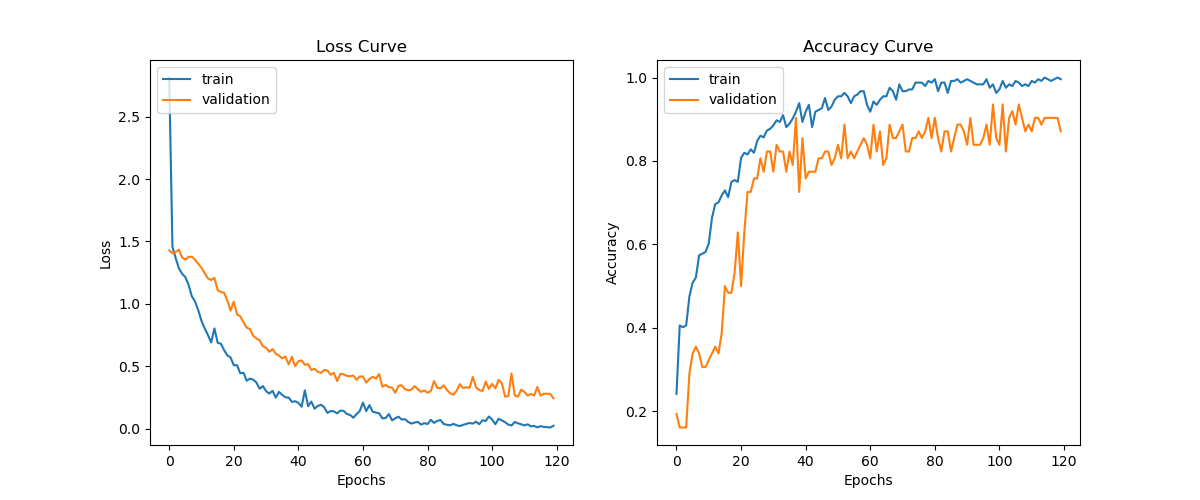 Loss Curve
train
validation
2.5
2.0
1.5
1.0
0.5
0.0
Loss
0 20 40 60 80 100 120
Epochs
Accuracy Curve
train
validation
1.0
0.8
0.6
0.4
0.2
Accuracy
0 20 40 60 80 100 120
Epochs